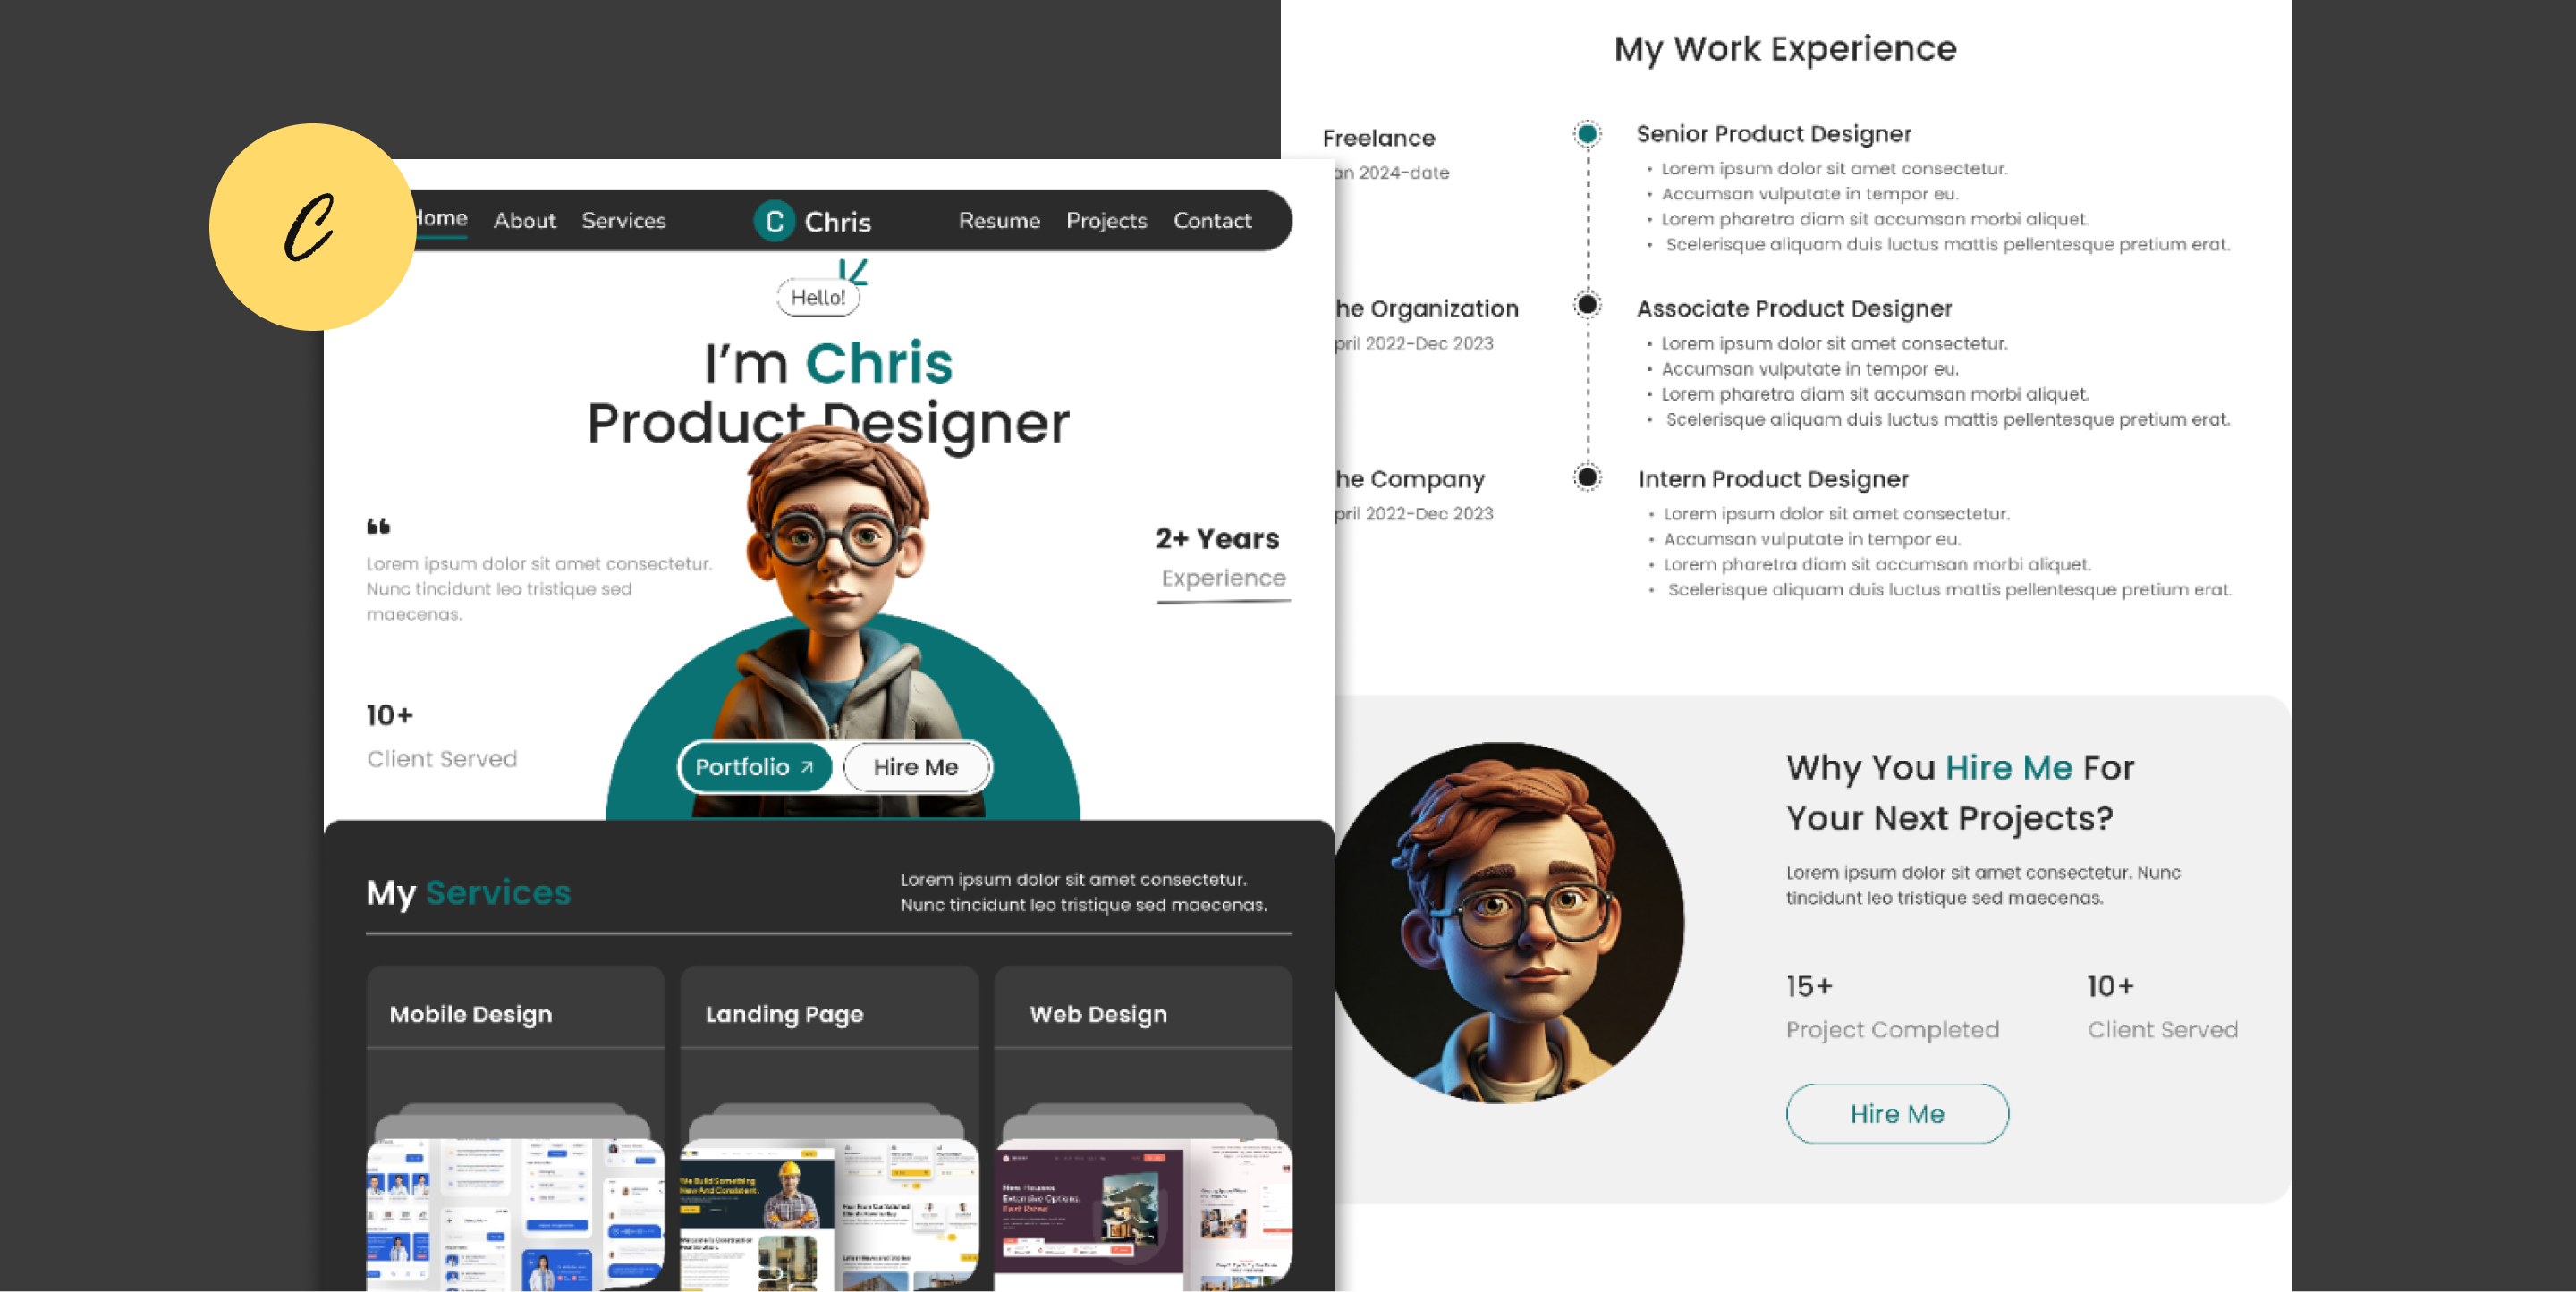 C
Home
About
Services
C
Chris
Resume
Projects
Contact
Hello!
I'm Chris
Product Designer
Lorem ipsum dolor sit amet consectetur.
Nunc tincidunt leo tristique sed
maecenas.
2+ Years
Experience
10+
Client Served
Portfolio
Hire Me
My Services
Lorem ipsum dolor sit amet consectetur.
Nunc tincidunt leo tristique sed maecenas.
Mobile Design
Landing Page
Web Design
We Build Something
New And Consistent.
Extensive Options.
My Work Experience
Freelance
an 2024-date
Senior Product Designer
• Lorem ipsum dolor sit amet consectetur.
• Accumsan vulputate in tempor eu.
• Lorem pharetra diam sit accumsan morbi aliquet.
• Scelerisque aliquam duis luctus mattis pellentesque pretium erat.
he Organization
pril 2022-Dec 2023
Associate Product Designer
• Lorem ipsum dolor sit amet consectetur.
• Accumsan vulputate in tempor eu.
• Lorem pharetra diam sit accumsan morbi aliquet.
• Scelerisque aliquam duis luctus mattis pellentesque pretium erat.
he Company
pril 2022-Dec 2023
Intern Product Designer
• Lorem ipsum dolor sit amet consectetur.
• Accumsan vulputate in tempor eu.
• Lorem pharetra diam sit accumsan morbi aliquet.
• Scelerisque aliquam duis luctus mattis pellentesque pretium erat.
Why You Hire Me For
Your Next Projects?
Lorem ipsum dolor sit amet consectetur. Nunc
tincidunt leo tristique sed maecenas.
15+
Project Completed
10+
Client Served
Hire Me